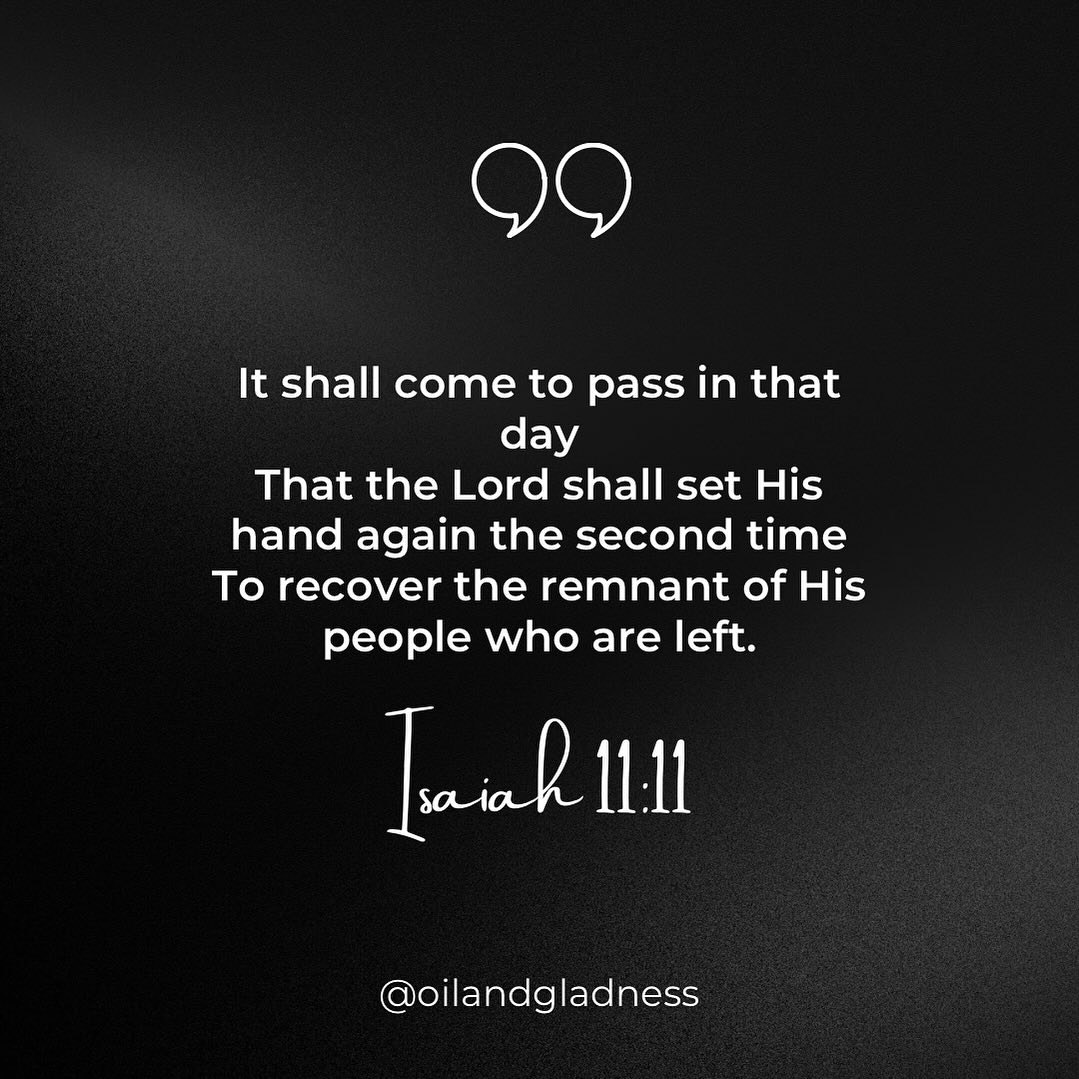 It shall come to pass in that
day
That the Lord shall set His
hand again the second time
To recover the remnant of His
people who are left.
Isaiah 11:11
@oilandgladness